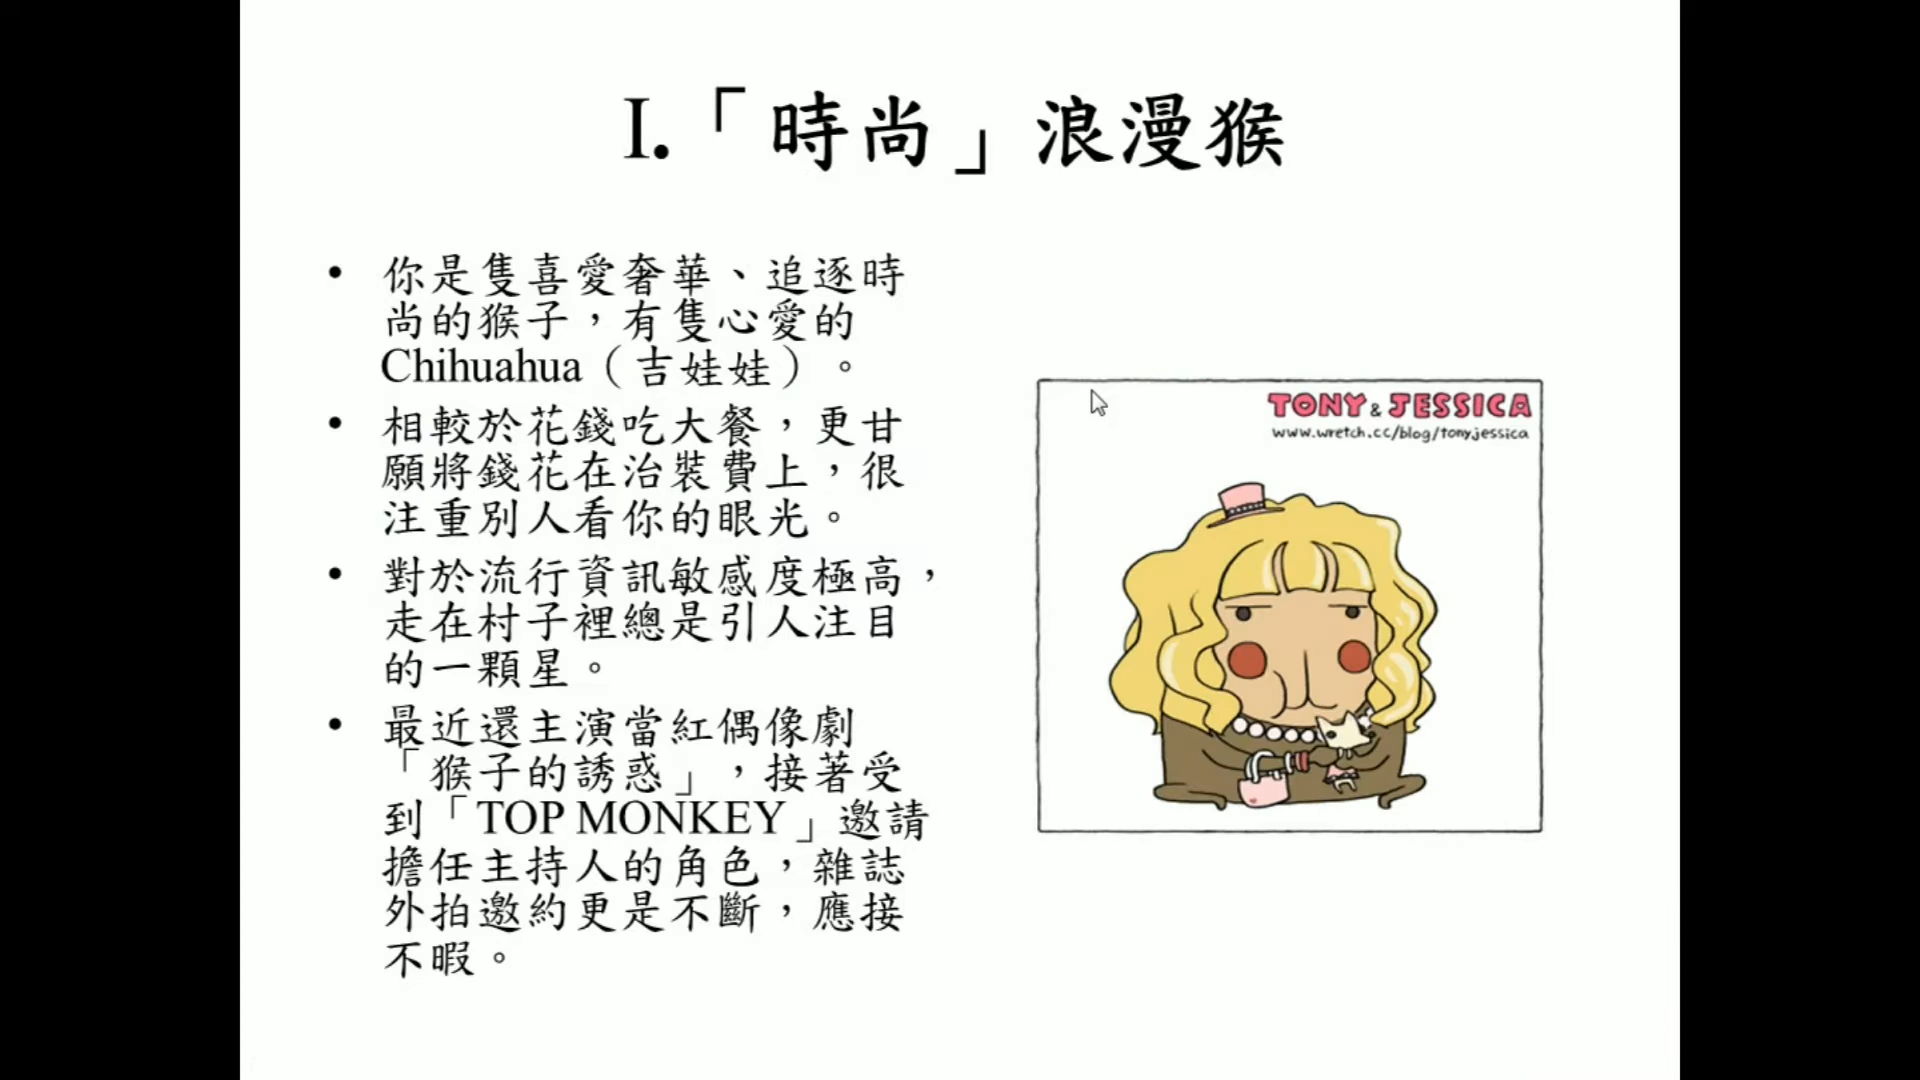 I.「時尚」浪漫猴
• 你是隻喜愛奢華、追逐時
尚的猴子，有隻心愛的
Chihuahua（吉娃娃）。
• 相較於花錢吃大餐，更甘
願將錢花在治裝費上，很
注重別人看你的眼光。
• 對於流行資訊敏感度極高，
走在村子裡總是引人注目
的一顆星。
• 最近還主演當紅偶像劇
「猴子的誘惑」，接著受
到「TOP MONKEY」邀請
擔任主持人的角色，雜誌
外拍邀約更是不斷，應接
不暇。
TONY & JESSICA
www.wretch.cc/blog/tonyjessica